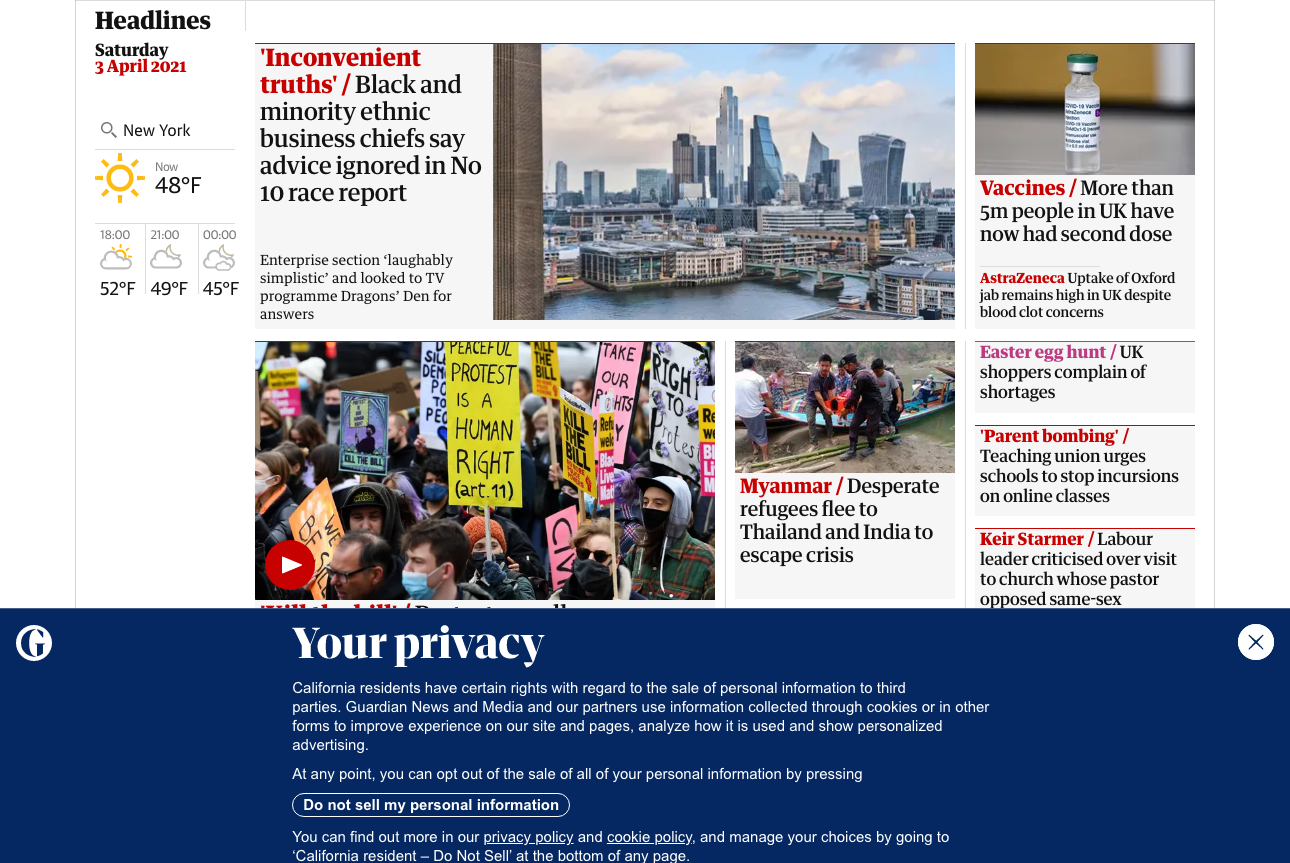 Headlines
Saturday
3 April 2021
New York
Now
48°F
18:00
21:00
00:00
52°F
49°F
45°F
'Inconvenient
truths' / Black and
minority ethnic
business chiefs say
advice ignored in No
10 race report
Enterprise section ‘laughably
simplistic’ and looked to TV
programme Dragons’ Den for
answers
COVID-19 Vaccine
AstraZeneca
Vaccines / More than
5m people in UK have
now had second dose
AstraZeneca Uptake of Oxford
jab remains high in UK despite
blood clot concerns
PEACEFUL
PROTEST
IS A
HUMAN
RIGHT
(art.11)
KILL
THE
BILL
TAKE
OUR
RIGHTS
KILL
THE
BILL
RIGHT
TO
Protest
KILL THE BILL
Myanmar / Desperate
refugees flee to
Thailand and India to
escape crisis
Easter egg hunt / UK
shoppers complain of
shortages
'Parent bombing' /
Teaching union urges
schools to stop incursions
on online classes
Keir Starmer / Labour
leader criticised over visit
to church whose pastor
opposed same-sex
Your privacy
California residents have certain rights with regard to the sale of personal information to third
parties. Guardian News and Media and our partners use information collected through cookies or in other
forms to improve experience on our site and pages, analyze how it is used and show personalized
advertising.
At any point, you can opt out of the sale of all of your personal information by pressing
Do not sell my personal information
You can find out more in our privacy policy and cookie policy, and manage your choices by going to
‘California resident – Do Not Sell’ at the bottom of any page.